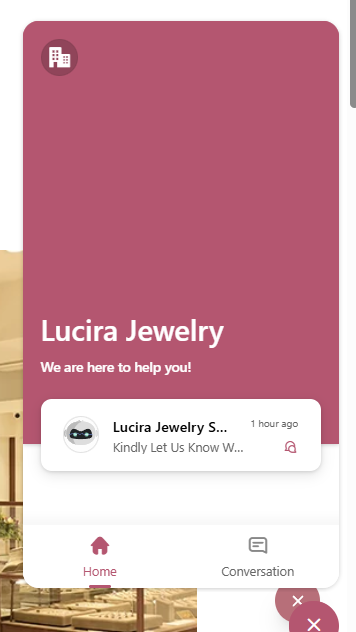 Lucira Jewelry
We are here to help you!
Lucira Jewelry S... 1 hour ago
Kindly Let Us Know W...
Home Conversation